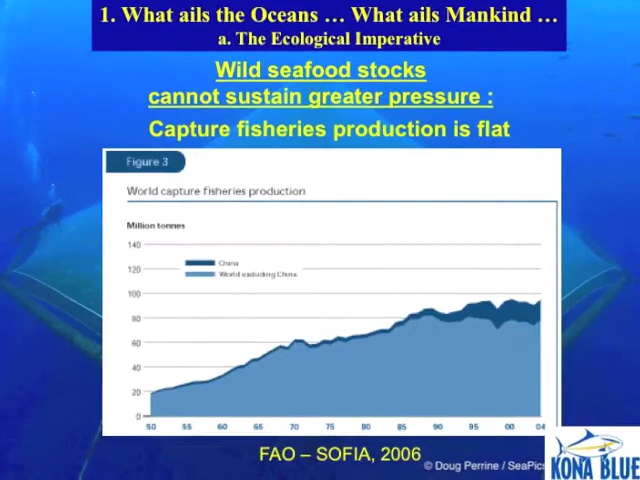 1. What ails the Oceans … What ails Mankind …
a. The Ecological Imperative
Wild seafood stocks
cannot sustain greater pressure :
Capture fisheries production is flat
Figure 3
World capture fisheries production
Million tonnes
140
120
100
80
60
40
20
0
China
World excluding China
50 55 60 65 70 75 80 85 90 95 00 04
FAO – SOFIA, 2006
© Doug Perrine / SeaPics
KONA BLUE